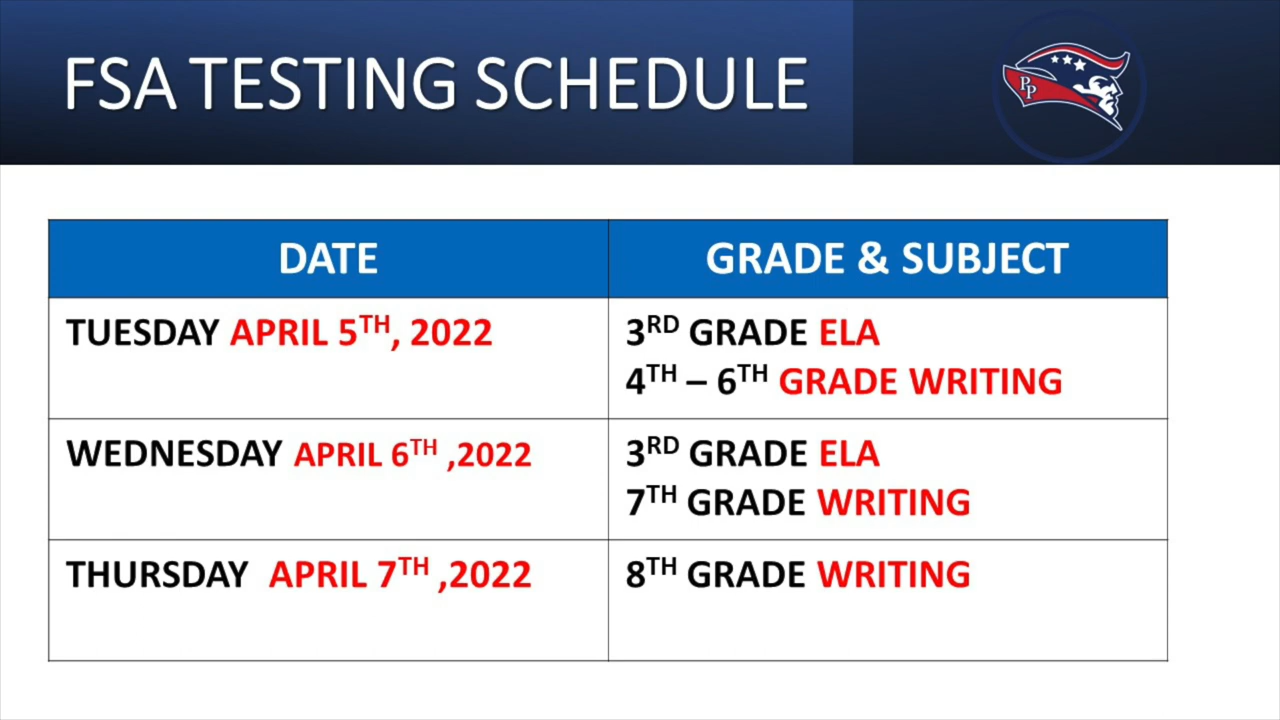 FSA TESTING SCHEDULE
PP
DATE
GRADE & SUBJECT
TUESDAY APRIL 5TH, 2022
3RD GRADE ELA
4TH – 6TH GRADE WRITING
WEDNESDAY APRIL 6TH ,2022
3RD GRADE ELA
7TH GRADE WRITING
THURSDAY APRIL 7TH ,2022
8TH GRADE WRITING